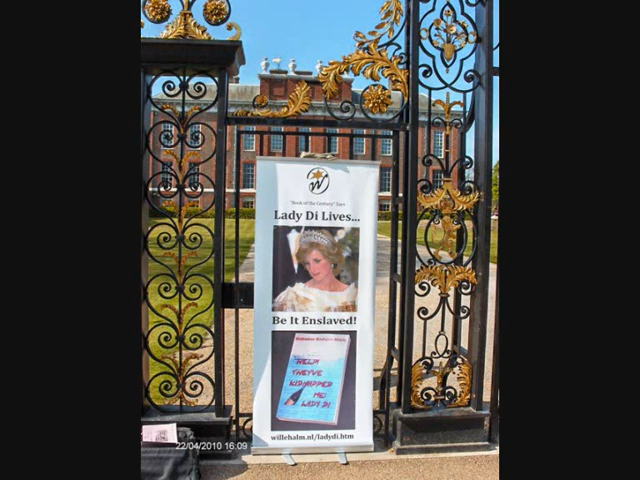 W
"Book of the Century" Tues
Lady Di Lives...
Be It Enslaved!
HELP!
THEY'VE
KIDNAPPED
ME!
LADY DI
willehalm.nl/ladydi.htm
22/04/2010 16:09